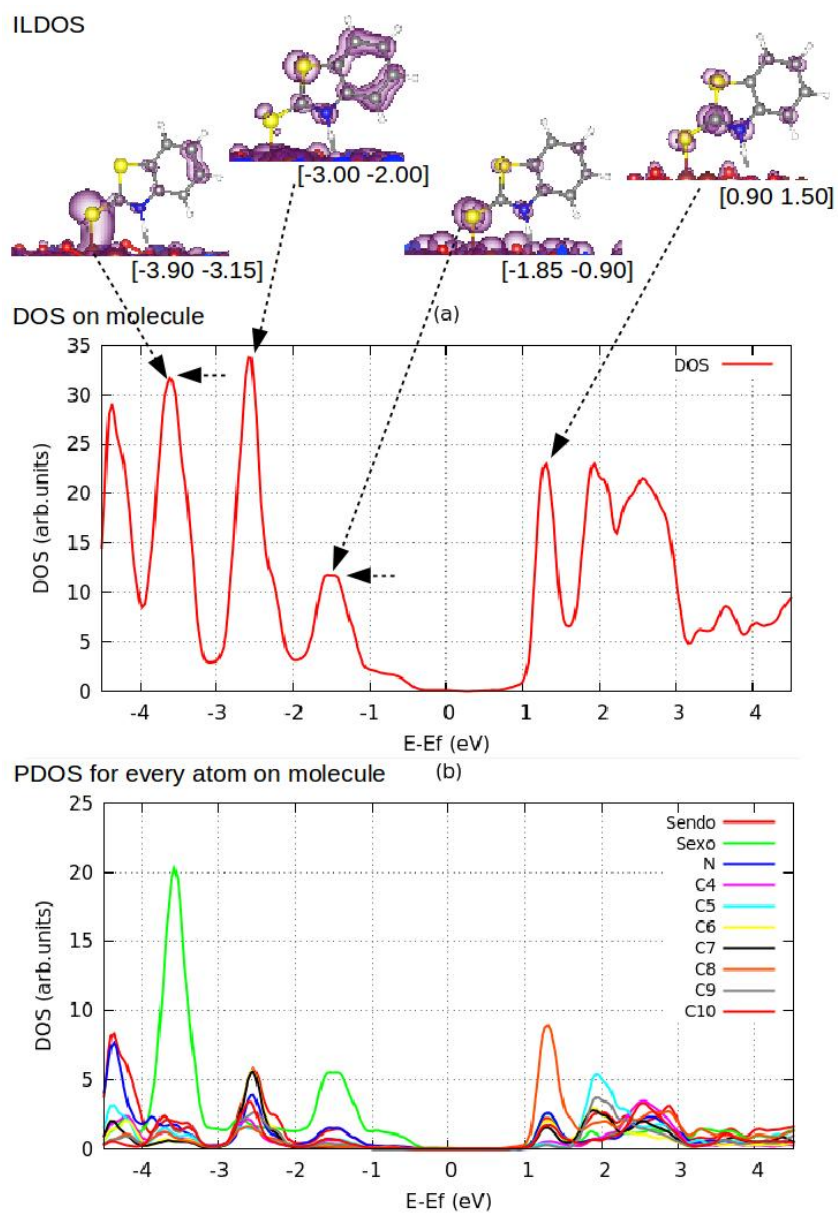 ILDOS
[-3.90 -3.15]
[-3.00 -2.00]
[-1.85 -0.90]
[0.90 1.50]
DOS on molecule
(a)
35
30
25
20
15
10
5
0
DOS (arb.units)
DOS
-4 -3 -2 -1 0 1 2 3 4
E-Ef (eV)
PDOS for every atom on molecule
(b)
25
20
15
10
5
0
DOS (arb.units)
Sendo
Sexo
N
C4
C5
C6
C7
C8
C9
C10
-4 -3 -2 -1 0 1 2 3 4
E-Ef (eV)